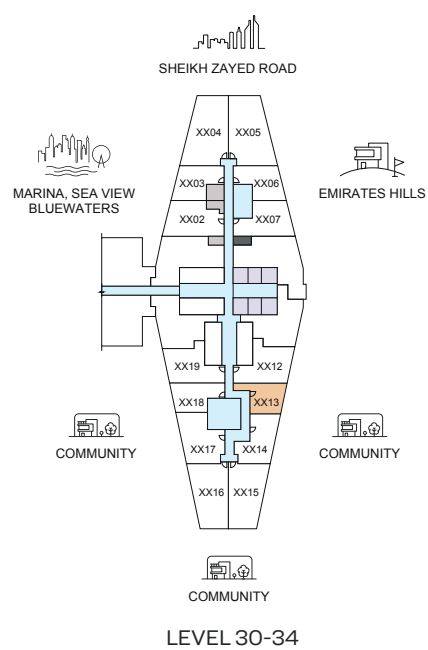 SHEIKH ZAYED ROAD
XX04 XX05
XX03 XX06
MARINA, SEA VIEW
BLUEWATERS
EMIRATES HILLS
XX02 XX07
XX19 XX12
XX18 XX13
COMMUNITY
XX17 XX14
COMMUNITY
XX16 XX15
COMMUNITY
LEVEL 30-34